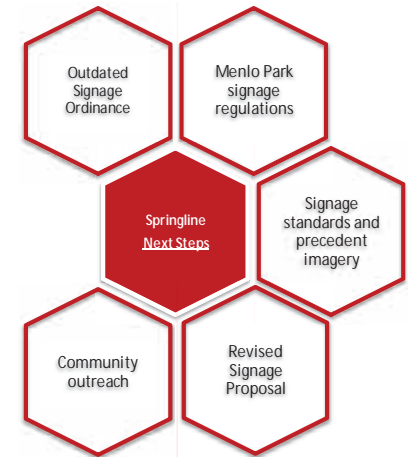 Outdated
Signage
Ordinance
Menlo Park
signage
regulations
Springline
Next Steps
Signage
standards and
precedent
imagery
Community
outreach
Revised
Signage
Proposal